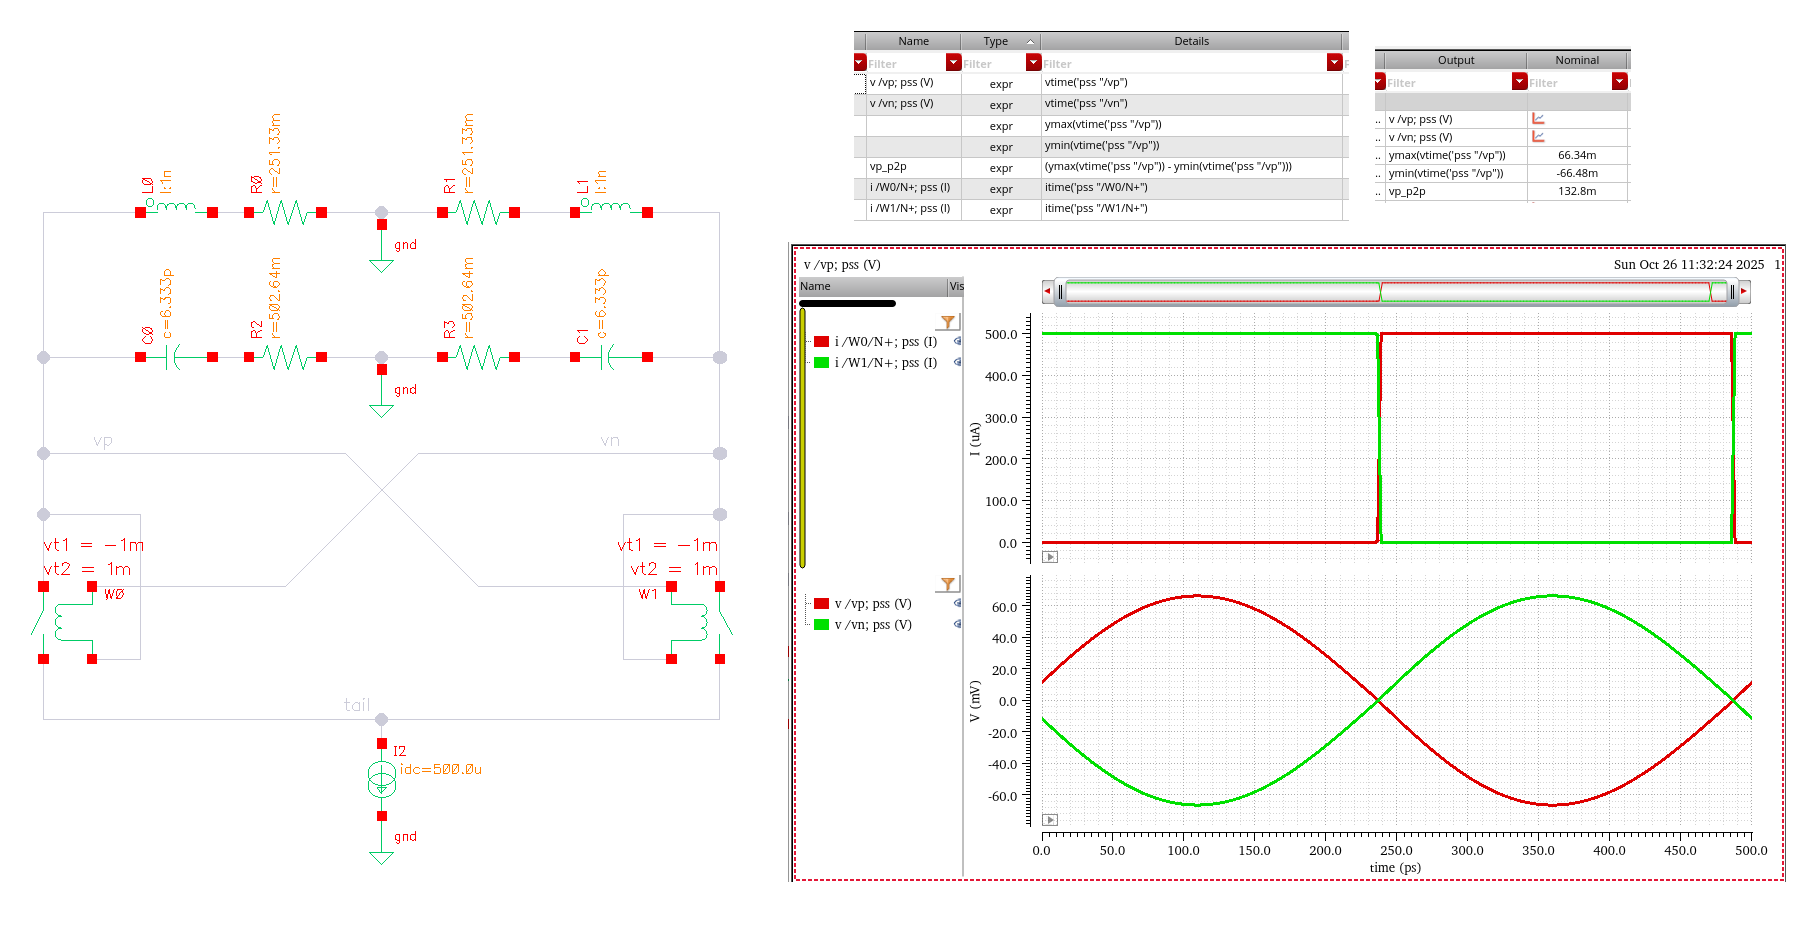 L0
l:1n
R0
r=251.33m
R1
r=251.33m
L1
l:1n
gnd
C0
c=6.333p
R2
r=502.64m
R3
r=502.64m
C1
c=6.333p
gnd
vp
vn
vt1 = -1m
vt2 = 1m
W0
vt1 = -1m
vt2 = 1m
W1
tail
I2
idc=500.0u
gnd
Name Type Details
Filter Filter Filter
v /vp; pss (V) expr vtime('pss "/vp")
v /vn; pss (V) expr vtime('pss "/vn")
expr ymax(vtime('pss "/vp"))
expr ymin(vtime('pss "/vp"))
vp_p2p expr (ymax(vtime('pss "/vp")) - ymin(vtime('pss "/vp")))
i /W0/N+; pss (I) expr itime('pss "/W0/N+")
i /W1/N+; pss (I) expr itime('pss "/W1/N+")
Output Nominal
Filter Filter
.. v /vp; pss (V)
.. v /vn; pss (V)
.. ymax(vtime('pss "/vp")) 66.34m
.. ymin(vtime('pss "/vp")) -66.48m
.. vp_p2p 132.8m
v /vp; pss (V) Sun Oct 26 11:32:24 2025 1
Name Vis
i /W0/N+; pss (I)
i /W1/N+; pss (I)
I (uA)
500.0
400.0
300.0
200.0
100.0
0.0
v /vp; pss (V)
v /vn; pss (V)
V (mV)
60.0
40.0
20.0
0.0
-20.0
-40.0
-60.0
0.0 50.0 100.0 150.0 200.0 250.0 300.0 350.0 400.0 450.0 500.0
time (ps)